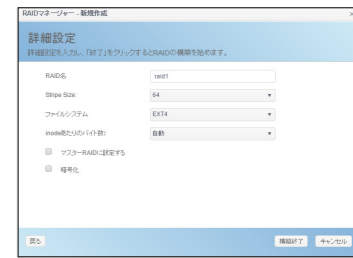 RAIDマネージャー - 新規作成
×
詳細設定
詳細設定を入力し、「終了」をクリックするとRAIDの構築を始めます。
RAID名 raid1
Stripe Size: 64
ファイルシステム EXT4
inodeあたりのバイト数: 自動
マスターRAIDに設定する
暗号化
戻る 構築終了 キャンセル